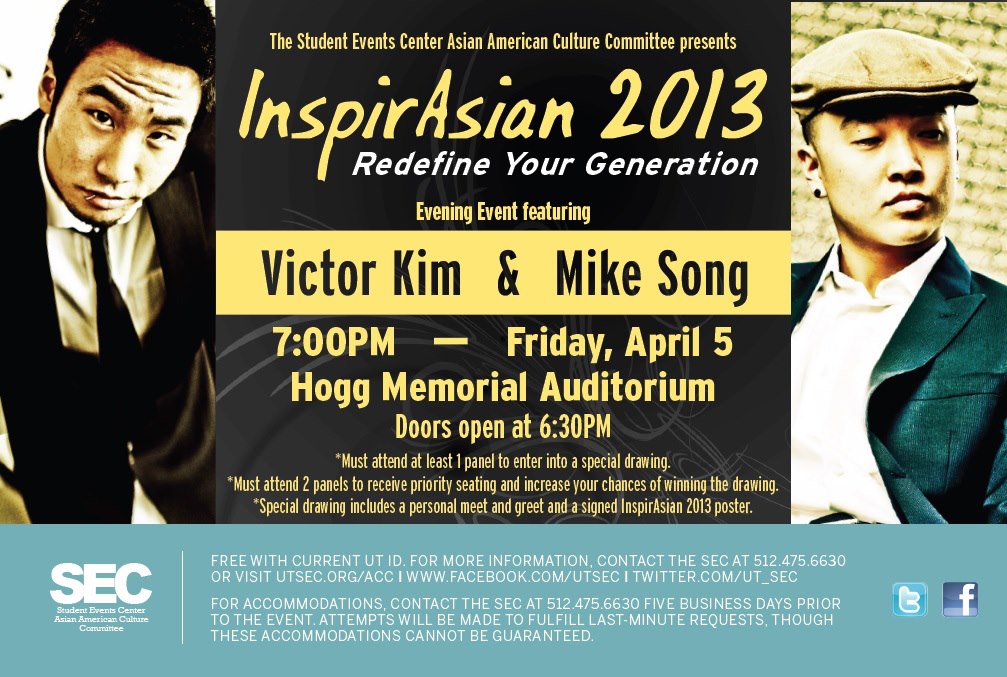 The Student Events Center Asian American Culture Committee presents
InspirAsian 2013
Redefine Your Generation
Evening Event featuring
Victor Kim & Mike Song
7:00PM — Friday, April 5
Hogg Memorial Auditorium
Doors open at 6:30PM
*Must attend at least 1 panel to enter into a special drawing.
*Must attend 2 panels to receive priority seating and increase your chances of winning the drawing.
*Special drawing includes a personal meet and greet and a signed InspirAsian 2013 poster.
SEC
Student Events Center
Asian American Culture
Committee
FREE WITH CURRENT UT ID. FOR MORE INFORMATION, CONTACT THE SEC AT 512.475.6630
OR VISIT UTSEC.ORG/ACC | WWW.FACEBOOK.COM/UTSEC | TWITTER.COM/UT_SEC
FOR ACCOMMODATIONS, CONTACT THE SEC AT 512.475.6630 FIVE BUSINESS DAYS PRIOR
TO THE EVENT. ATTEMPTS WILL BE MADE TO FULFILL LAST-MINUTE REQUESTS, THOUGH
THESE ACCOMMODATIONS CANNOT BE GUARANTEED.
t f